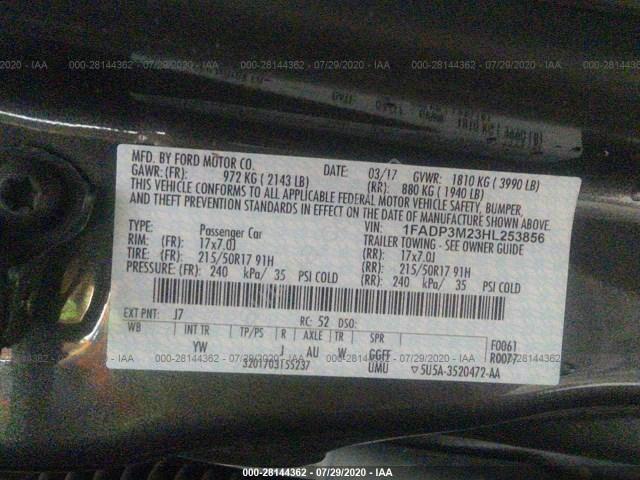 000-28144362 - 07/29/2020 - IAA
MFD. BY FORD MOTOR CO.
DATE: 03/17 GVWR: 1810 KG ( 3990 LB)
GAWR: (FR): 972 KG ( 2143 LB) (RR): 880 KG ( 1940 LB)
THIS VEHICLE CONFORMS TO ALL APPLICABLE FEDERAL MOTOR VEHICLE SAFETY, BUMPER,
AND THEFT PREVENTION STANDARDS IN EFFECT ON THE DATE OF MANUFACTURE SHOWN ABOVE.
VIN: 1FADP3M23HL253856
TYPE: Passenger Car TRAILER TOWING - SEE OWNER GUIDE
RIM: (FR): 17x7.0J (RR): 17x7.0J
TIRE: (FR): 215/50R17 91H (RR): 215/50R17 91H
PRESSURE: (FR): 240 kPa/ 35 PSI COLD (RR): 240 kPa/ 35 PSI COLD
EXT PNT: J7 RC: 52 DSO:
WB INT TR TP/PS R AXLE TR SPR F0061
YW J AU W GGFF R0077
3201703155237 UMU ▽ 5U5A-3520472-AA
000-28144362 - 07/29/2020 - IAA